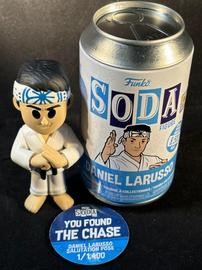 Funko
SODA
DANIEL LARUSSO
SODA
YOU FOUND
THE CHASE
DANIEL LARUSSO
SALUTATION POSE
1/1,400